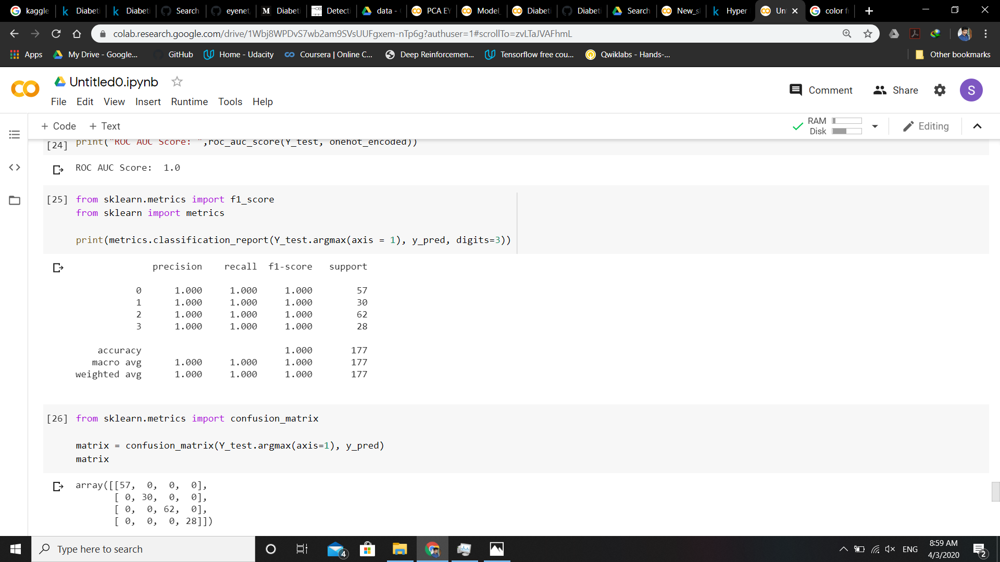 kaggle Diabeti Diabeti Search eyenet Diabeti Detecti data - PCA EY Model_ Diabeti Diabeti Search New_s Hyper Un color f
colab.research.google.com/drive/1Wbj8WPDvS7wb2am9SVsUUFgxem-nTp6g?authuser=1#scrollTo=zvLTaJVAFhmL
Apps My Drive - Google... GitHub Home - Udacity Coursera | Online C... Deep Reinforcemen... Tensorflow free cou... Qwiklabs - Hands-... Other bookmarks
Untitled0.ipynb
Comment Share S
File Edit View Insert Runtime Tools Help
+ Code + Text
RAM
Disk
Editing
[24] print("ROC AUC Score: ",roc_auc_score(Y_test, onehot_encoded))
ROC AUC Score:  1.0
[25] from sklearn.metrics import f1_score
from sklearn import metrics
print(metrics.classification_report(Y_test.argmax(axis = 1), y_pred, digits=3))
precision recall f1-score support
0 1.000 1.000 1.000 57
1 1.000 1.000 1.000 30
2 1.000 1.000 1.000 62
3 1.000 1.000 1.000 28
accuracy 1.000 177
macro avg 1.000 1.000 1.000 177
weighted avg 1.000 1.000 1.000 177
[26] from sklearn.metrics import confusion_matrix
matrix = confusion_matrix(Y_test.argmax(axis=1), y_pred)
matrix
array([[57,  0,  0,  0],
[ 0, 30,  0,  0],
[ 0,  0, 62,  0],
[ 0,  0,  0, 28]])
Type here to search
4
ENG
8:59 AM
4/3/2020
2